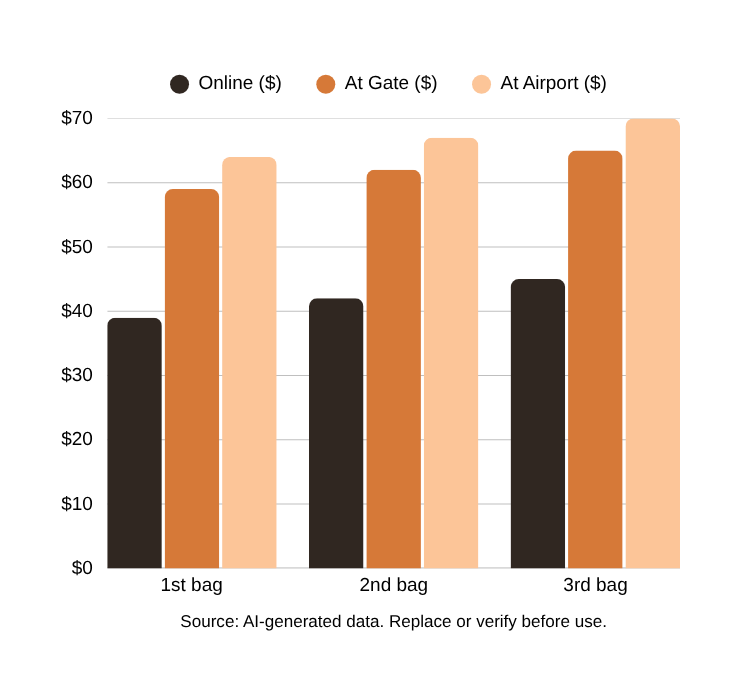 Online ($) At Gate ($) At Airport ($)
$70
$60
$50
$40
$30
$20
$10
$0
1st bag 2nd bag 3rd bag
Source: AI-generated data. Replace or verify before use.